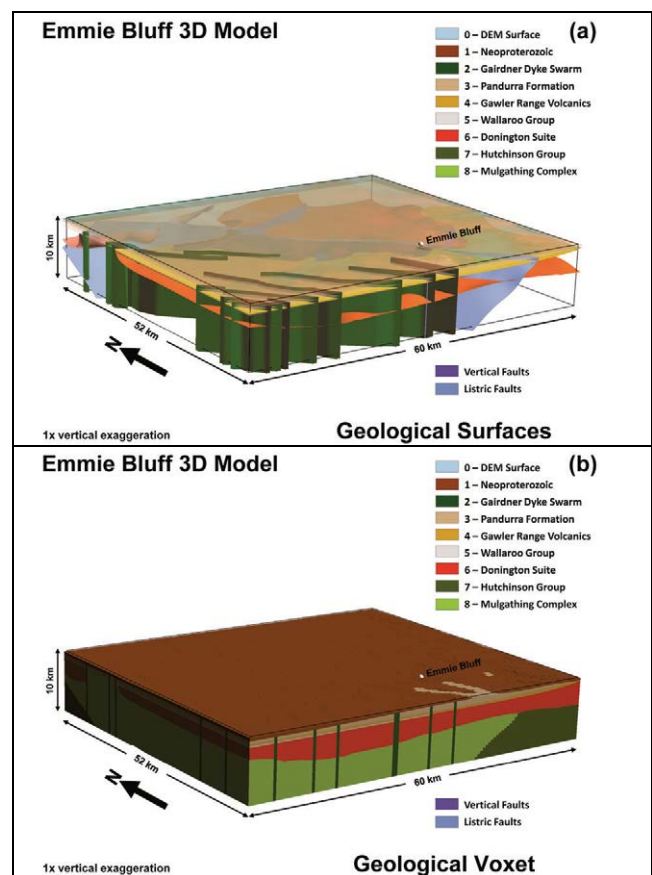 Emmie Bluff 3D Model
(a)
0 – DEM Surface
1 – Neoproterozoic
2 – Gairdner Dyke Swarm
3 – Pandurra Formation
4 – Gawler Range Volcanics
5 – Wallaroo Group
6 – Donington Suite
7 – Hutchinson Group
8 – Mulgathing Complex
Emmie Bluff
10 km
52 km
60 km
N
Vertical Faults
Listric Faults
1x vertical exaggeration
Geological Surfaces
Emmie Bluff 3D Model
(b)
0 – DEM Surface
1 – Neoproterozoic
2 – Gairdner Dyke Swarm
3 – Pandurra Formation
4 – Gawler Range Volcanics
5 – Wallaroo Group
6 – Donington Suite
7 – Hutchinson Group
8 – Mulgathing Complex
Emmie Bluff
10 km
52 km
60 km
N
Vertical Faults
Listric Faults
1x vertical exaggeration
Geological Voxet